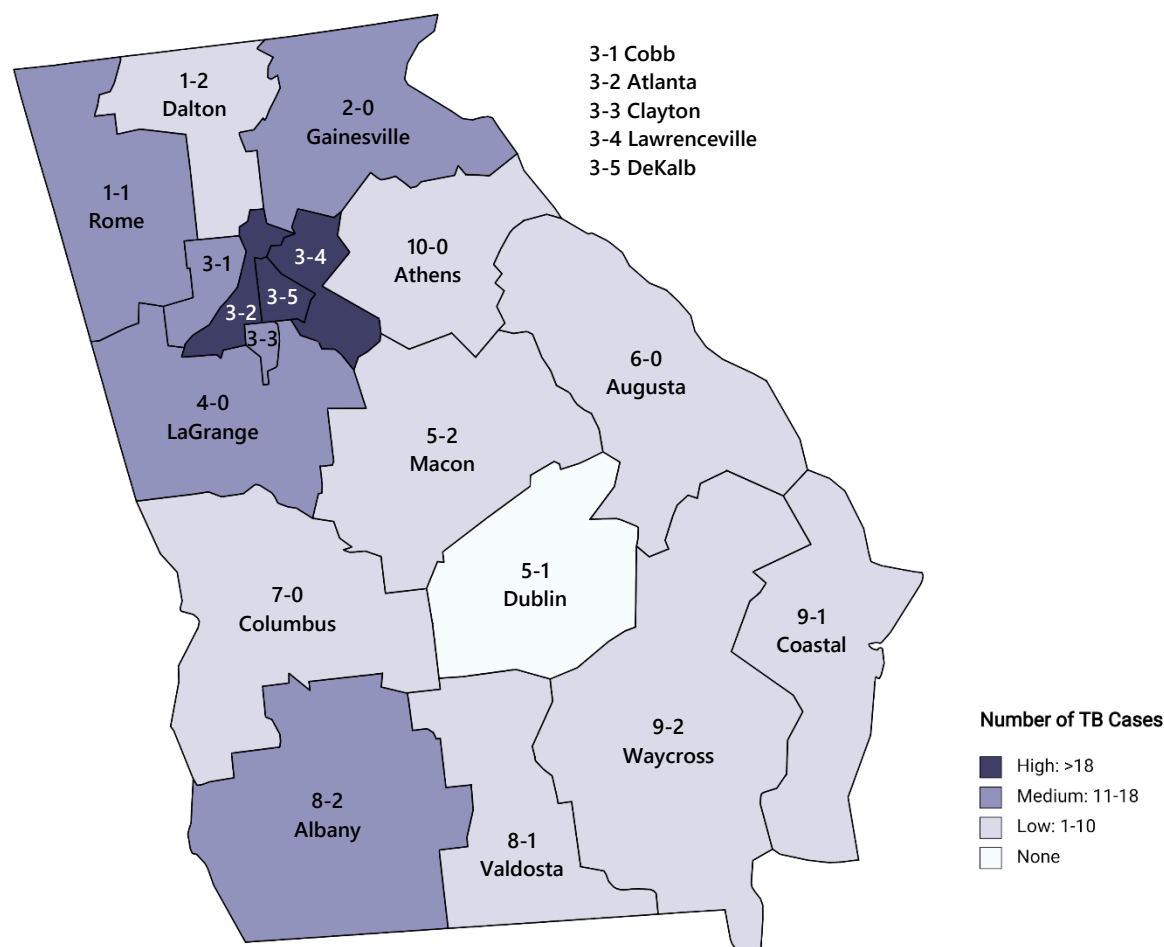 3-1 Cobb
3-2 Atlanta
3-3 Clayton
3-4 Lawrenceville
3-5 DeKalb
1-2
Dalton
2-0
Gainesville
1-1
Rome
3-1
3-4
3-5
3-2
3-3
10-0
Athens
6-0
Augusta
4-0
LaGrange
5-2
Macon
5-1
Dublin
7-0
Columbus
9-1
Coastal
9-2
Waycross
8-2
Albany
8-1
Valdosta
Number of TB Cases
High: >18
Medium: 11-18
Low: 1-10
None